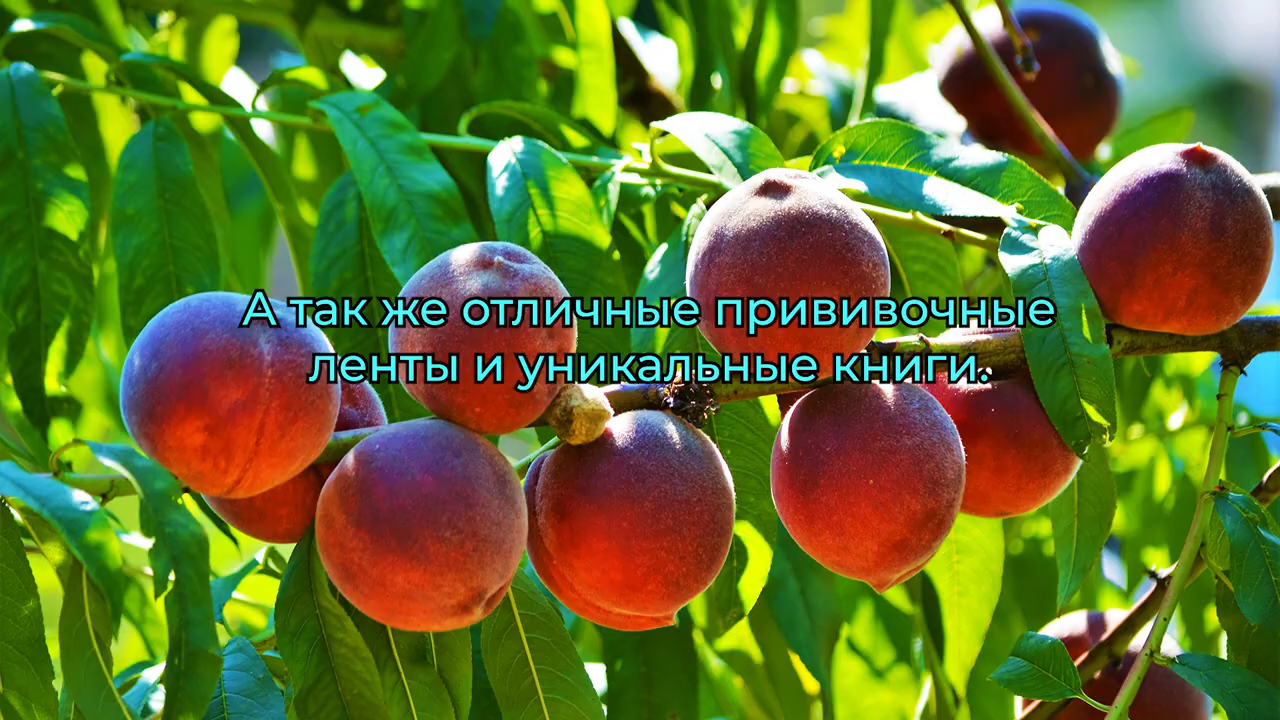 А так же отличные прививочные
ленты и уникальные книги.